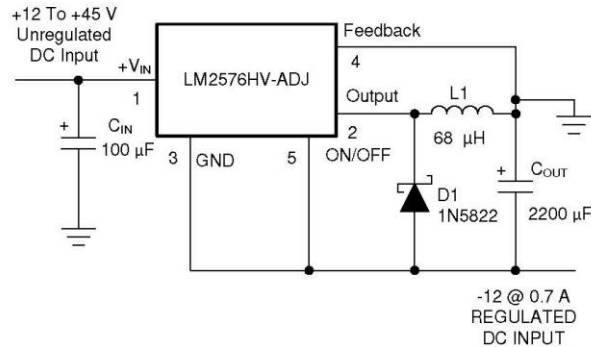 +12 To +45 V
Unregulated
DC Input
+VIN
1
LM2576HV-ADJ
Feedback
4
Output
2
L1
68 µH
CIN
100 µF
3
GND
5
ON/OFF
D1
1N5822
COUT
2200 µF
+
+
-12 @ 0.7 A
REGULATED
DC INPUT